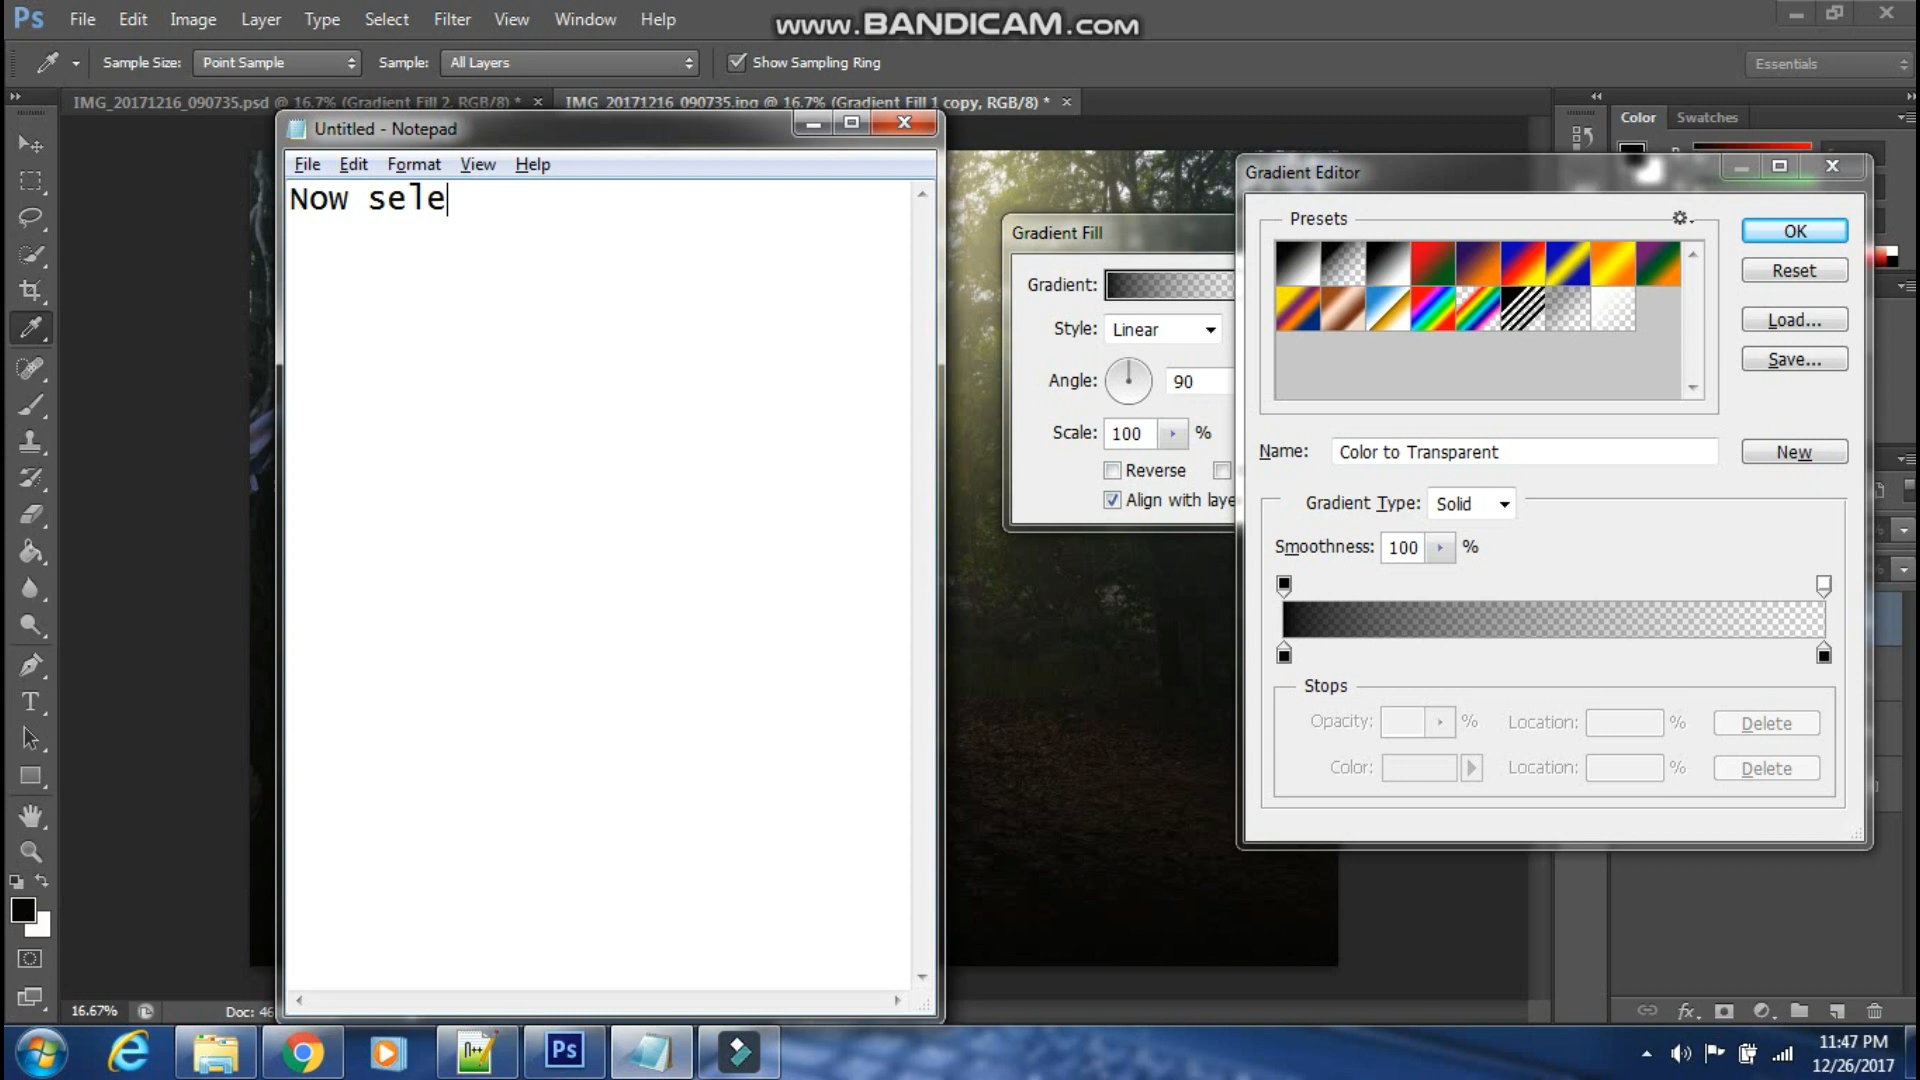 Ps File Edit Image Layer Type Select Filter View Window Help
www.BANDICAM.com
Sample Size: Point Sample Sample: All Layers Show Sampling Ring
Essentials
IMG_20171216_090735.psd @ 16.7% (Gradient Fill 2, RGB/8) *
IMG_20171216_090735.jpg @ 16.7% (Gradient Fill 1 copy, RGB/8) *
Color Swatches
Untitled - Notepad
File Edit Format View Help
Now sele
Gradient Fill
Gradient:
Style: Linear
Angle: 90
Scale: 100 %
Reverse
Align with laye
Gradient Editor
Presets
OK
Reset
Load...
Save...
Name: Color to Transparent
New
Gradient Type: Solid
Smoothness: 100 %
Stops
Opacity: % Location: % Delete
Color: Location: % Delete
16.67% Doc: 46
fx
N++
Ps
11:47 PM
12/26/2017